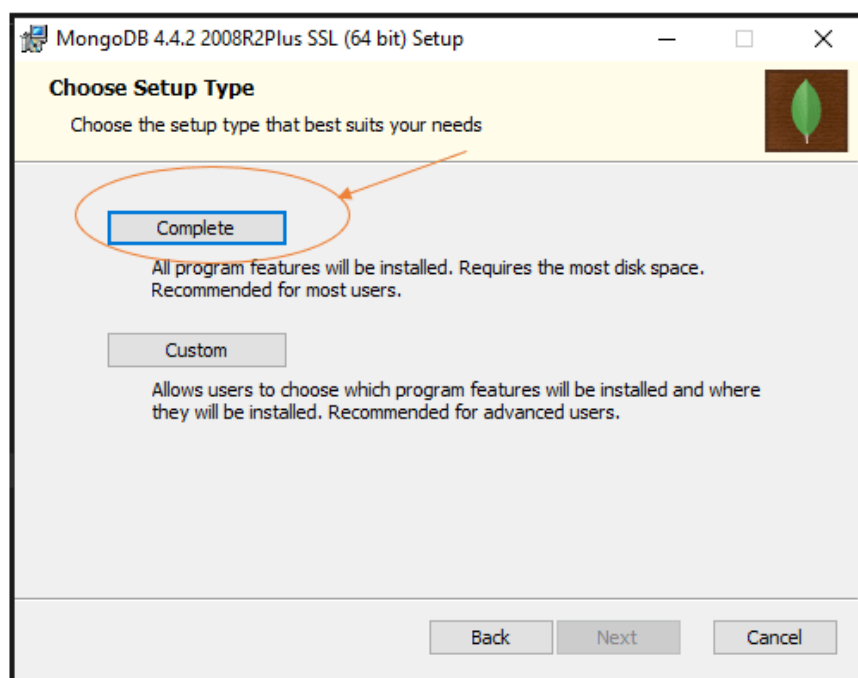 MongoDB 4.4.2 2008R2Plus SSL (64 bit) Setup
Choose Setup Type
Choose the setup type that best suits your needs
Complete
All program features will be installed. Requires the most disk space.
Recommended for most users.
Custom
Allows users to choose which program features will be installed and where
they will be installed. Recommended for advanced users.
Back Next Cancel